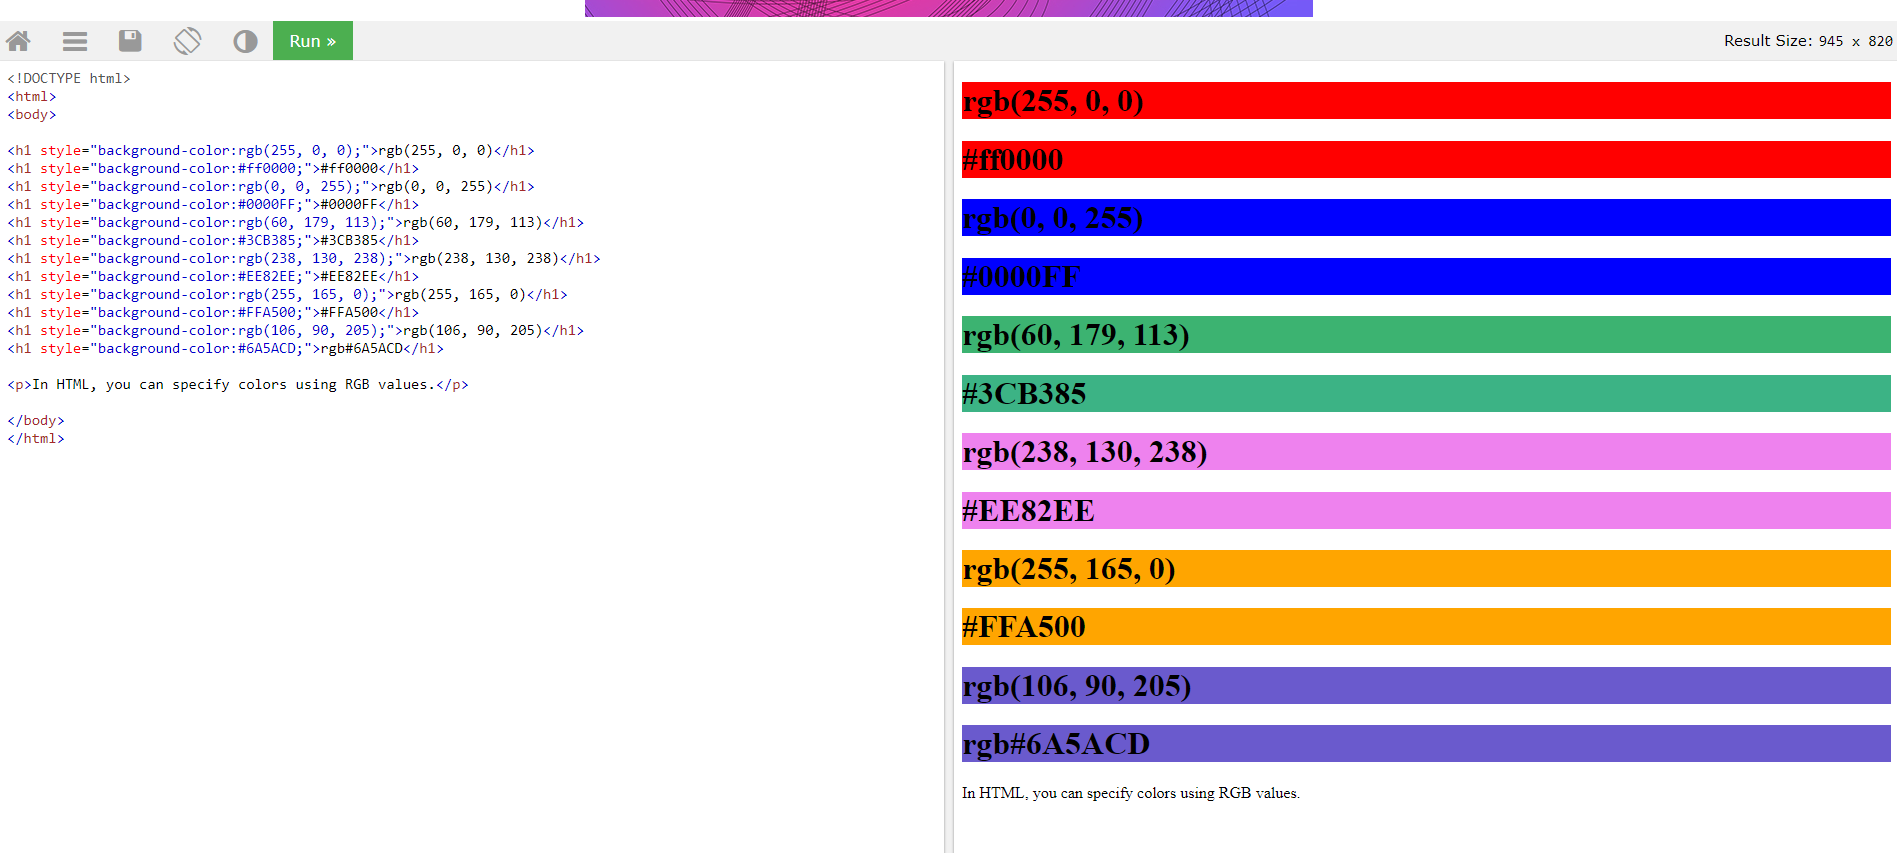 Run »
Result Size: 945 x 820
<!DOCTYPE html>
<html>
<body>
<h1 style="background-color:rgb(255, 0, 0);">rgb(255, 0, 0)</h1>
<h1 style="background-color:#ff0000;">#ff0000</h1>
<h1 style="background-color:rgb(0, 0, 255);">rgb(0, 0, 255)</h1>
<h1 style="background-color:#0000FF;">#0000FF</h1>
<h1 style="background-color:rgb(60, 179, 113);">rgb(60, 179, 113)</h1>
<h1 style="background-color:#3CB385;">#3CB385</h1>
<h1 style="background-color:rgb(238, 130, 238);">rgb(238, 130, 238)</h1>
<h1 style="background-color:#EE82EE;">#EE82EE</h1>
<h1 style="background-color:rgb(255, 165, 0);">rgb(255, 165, 0)</h1>
<h1 style="background-color:#FFA500;">#FFA500</h1>
<h1 style="background-color:rgb(106, 90, 205);">rgb(106, 90, 205)</h1>
<h1 style="background-color:#6A5ACD;">rgb#6A5ACD</h1>
<p>In HTML, you can specify colors using RGB values.</p>
</body>
</html>
rgb(255, 0, 0)
#ff0000
rgb(0, 0, 255)
#0000FF
rgb(60, 179, 113)
#3CB385
rgb(238, 130, 238)
#EE82EE
rgb(255, 165, 0)
#FFA500
rgb(106, 90, 205)
rgb#6A5ACD
In HTML, you can specify colors using RGB values.